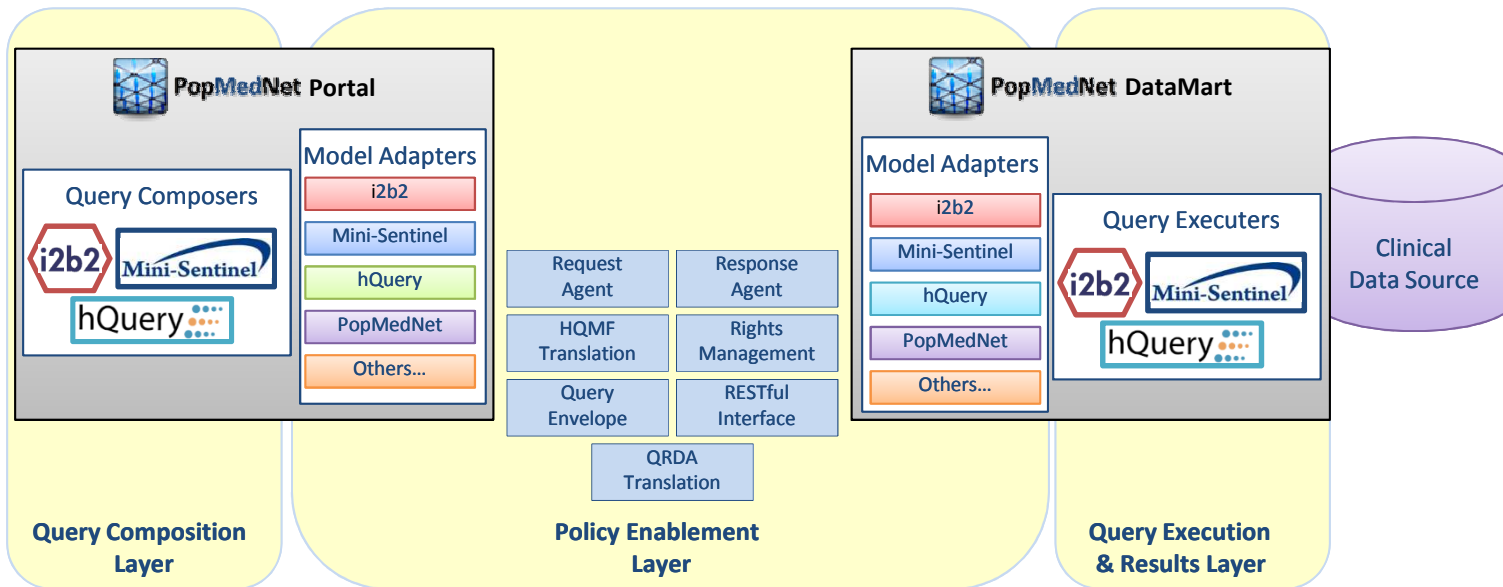 PopMedNet Portal
Query Composers
i2b2
Mini-Sentinel
hQuery
Model Adapters
i2b2
Mini-Sentinel
hQuery
PopMedNet
Others...
Request
Agent
Response
Agent
HQMF
Translation
Rights
Management
Query
Envelope
RESTful
Interface
QRDA
Translation
PopMedNet DataMart
Model Adapters
i2b2
Mini-Sentinel
hQuery
PopMedNet
Others...
Query Executers
i2b2
Mini-Sentinel
hQuery
Clinical
Data Source
Query Composition
Layer
Policy Enablement
Layer
Query Execution
& Results Layer